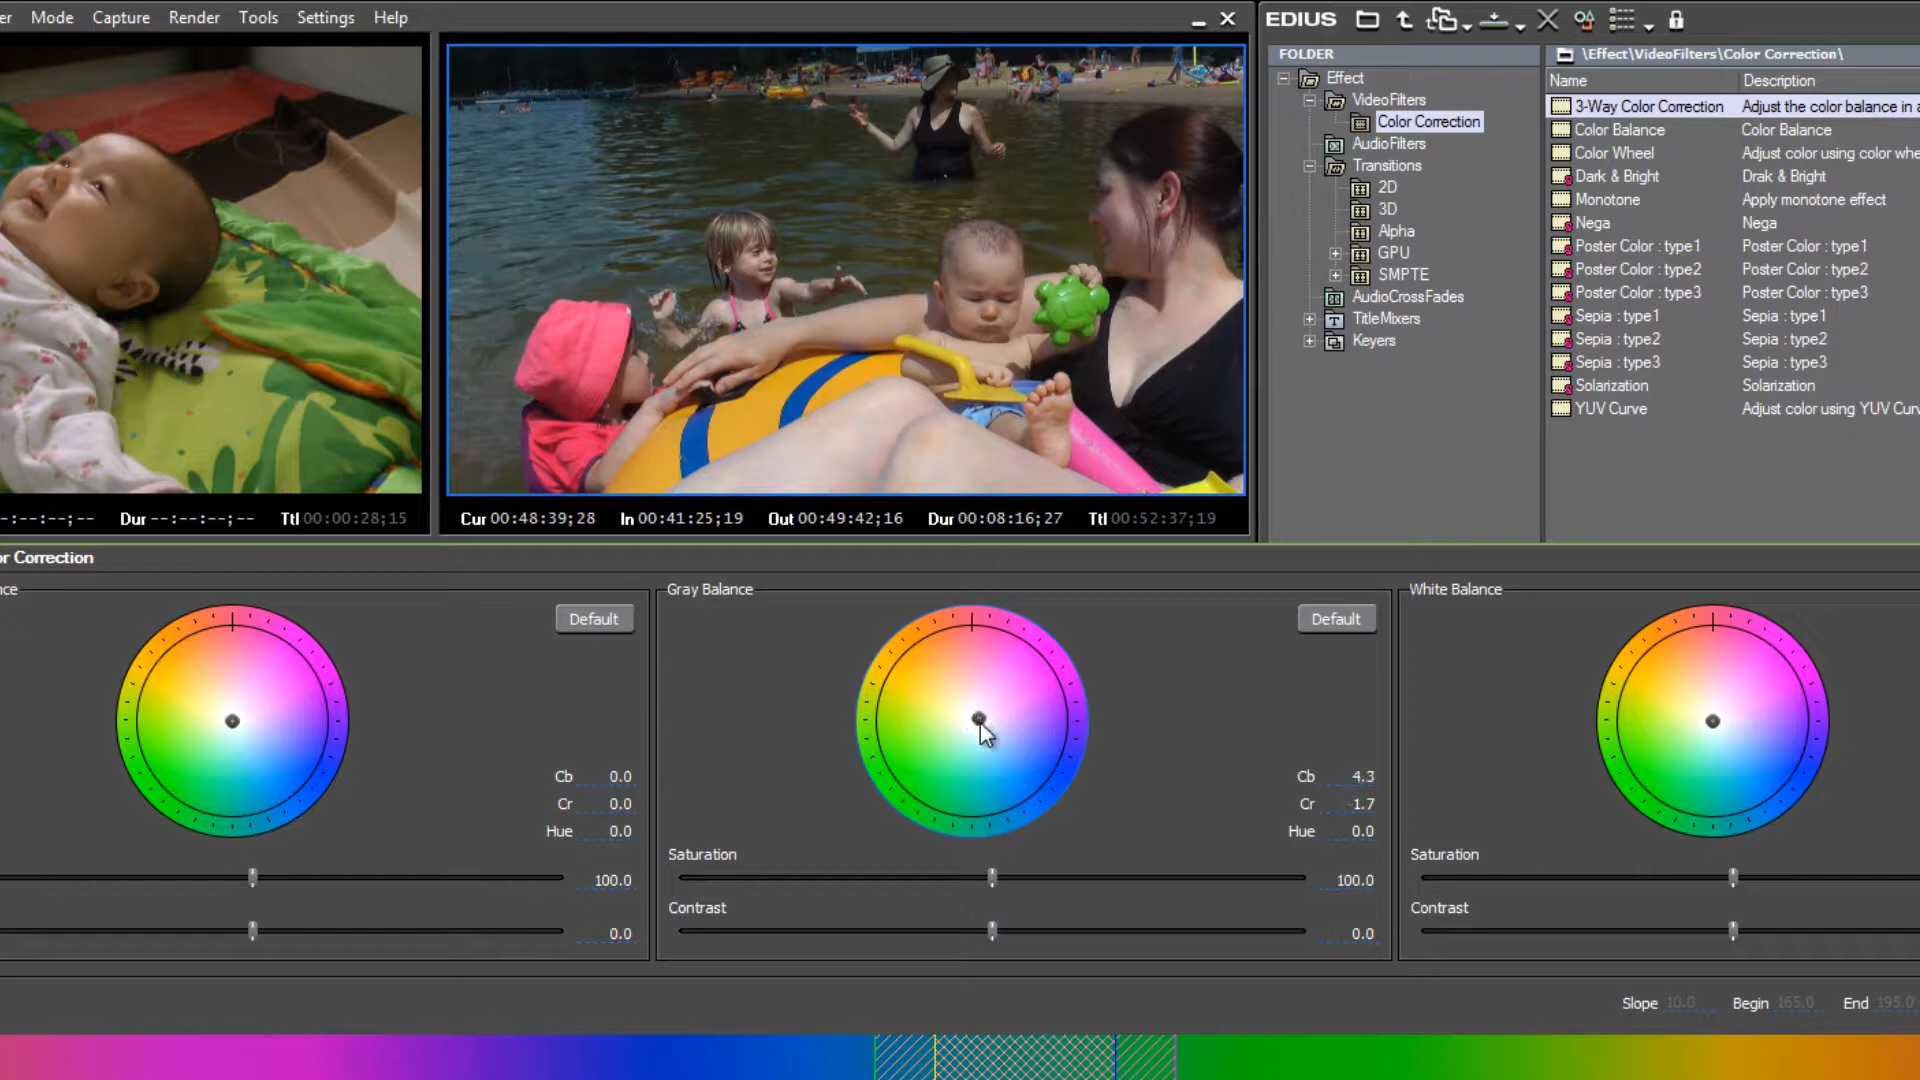 er Mode Capture Render Tools Settings Help
EDIUS
FOLDER
\Effect\VideoFilters\Color Correction\
Effect
VideoFilters
Color Correction
AudioFilters
Transitions
2D
3D
Alpha
GPU
SMPTE
AudioCrossFades
TitleMixers
Keyers
Name Description
3-Way Color Correction Adjust the color balance in a
Color Balance Color Balance
Color Wheel Adjust color using color whe
Dark & Bright Drak & Bright
Monotone Apply monotone effect
Nega Nega
Poster Color : type1 Poster Color : type1
Poster Color : type2 Poster Color : type2
Poster Color : type3 Poster Color : type3
Sepia : type1 Sepia : type1
Sepia : type2 Sepia : type2
Sepia : type3 Sepia : type3
Solarization Solarization
YUV Curve Adjust color using YUV Curv
-:--:--;-- Dur --:--:--;-- Ttl 00:00:28;15
Cur 00:48:39;28 In 00:41:25;19 Out 00:49:42;16 Dur 00:08:16;27 Ttl 00:52:37;19
or Correction
nce
Default
Cb 0.0
Cr 0.0
Hue 0.0
100.0
0.0
Gray Balance
Default
Cb 4.3
Cr -1.7
Hue 0.0
Saturation
100.0
Contrast
0.0
White Balance
Saturation
Contrast
Slope 10.0 Begin 165.0 End 195.0